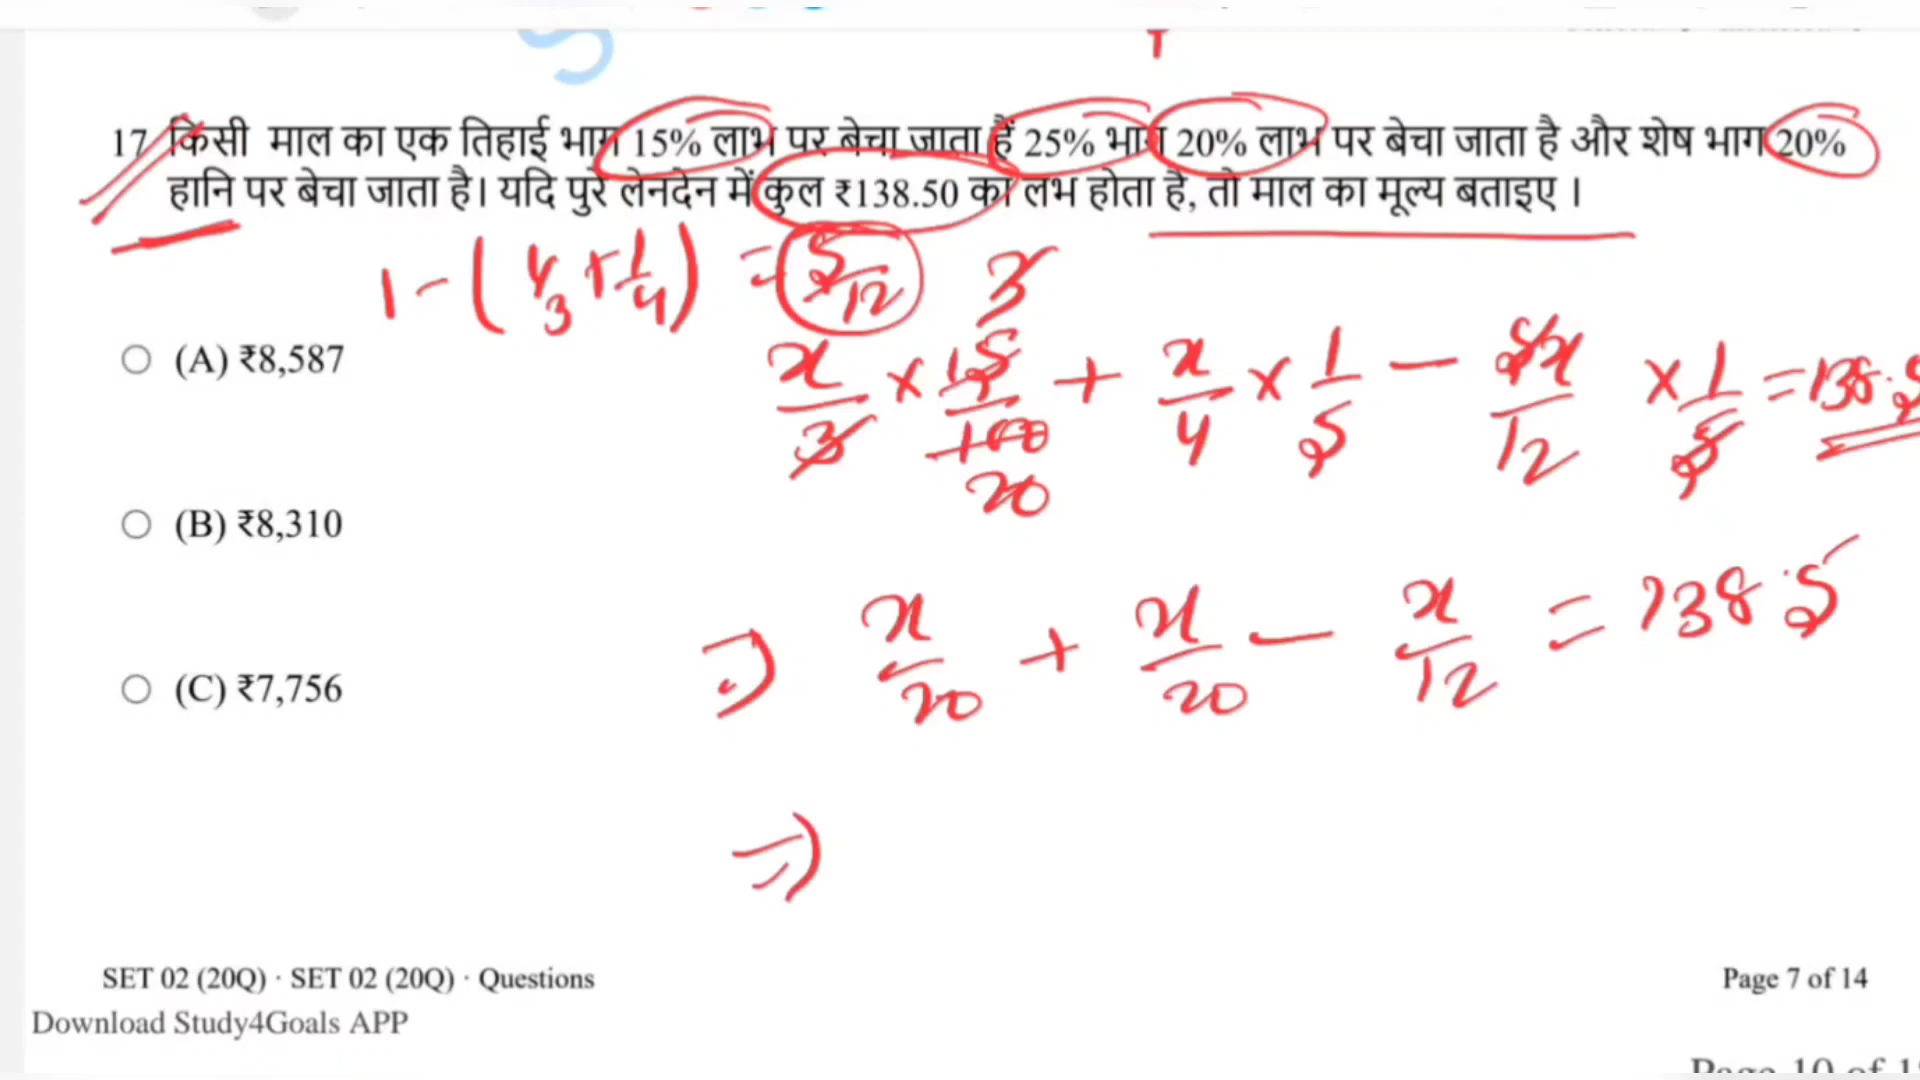 17. किसी माल का एक तिहाई भाग 15% लाभ पर बेचा जाता हैं 25% भाग 20% लाभ पर बेचा जाता है और शेष भाग 20%
हानि पर बेचा जाता है। यदि पुरे लेनदेन में कुल ₹138.50 का लभ होता है, तो माल का मूल्य बताइए ।
1 - (1/3 + 1/4) = 5/12
3
x/3 × 15/100 + x/4 × 1/5 - 5x/12 × 1/5 = 138.5
20
(A) ₹8,587
(B) ₹8,310
⇒ x/20 + x/20 - x/12 = 138.5
(C) ₹7,756
⇒
SET 02 (20Q) · SET 02 (20Q) · Questions
Page 7 of 14
Download Study4Goals APP